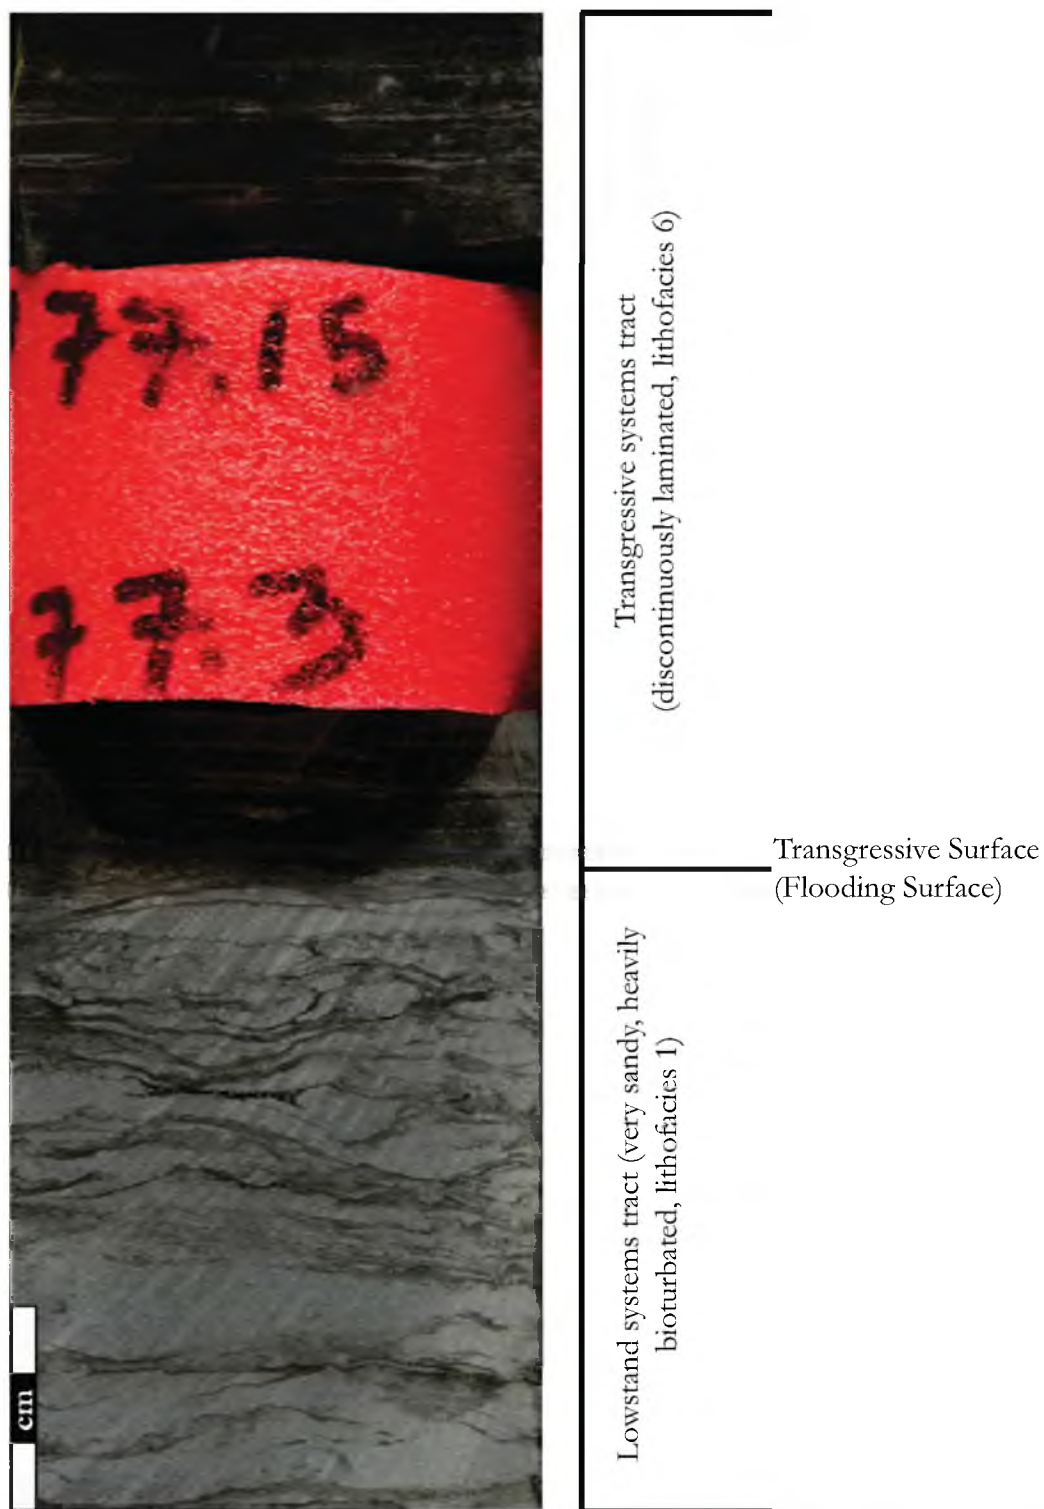 77.15
77.3
Transgressive systems tract
(discontinuously laminated, lithofacies 6)
Transgressive Surface
(Flooding Surface)
Lowstand systems tract (very sandy, heavily
bioturbated, lithofacies 1)
cm